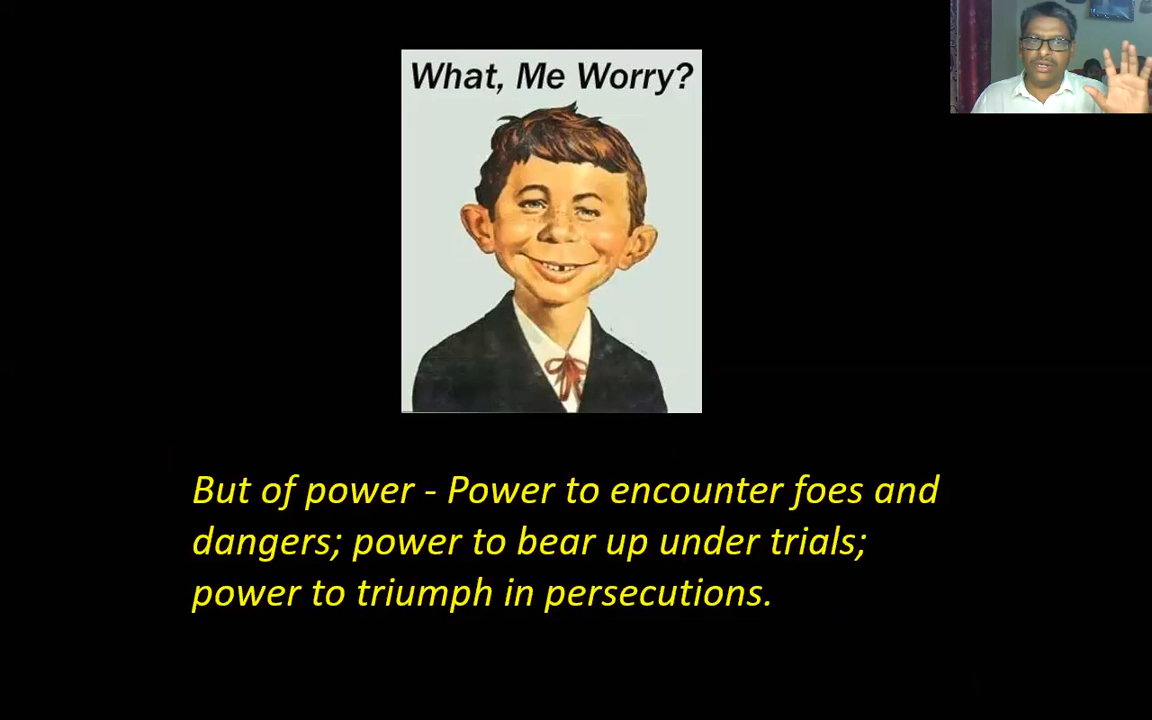 What, Me Worry?
But of power - Power to encounter foes and
dangers; power to bear up under trials;
power to triumph in persecutions.